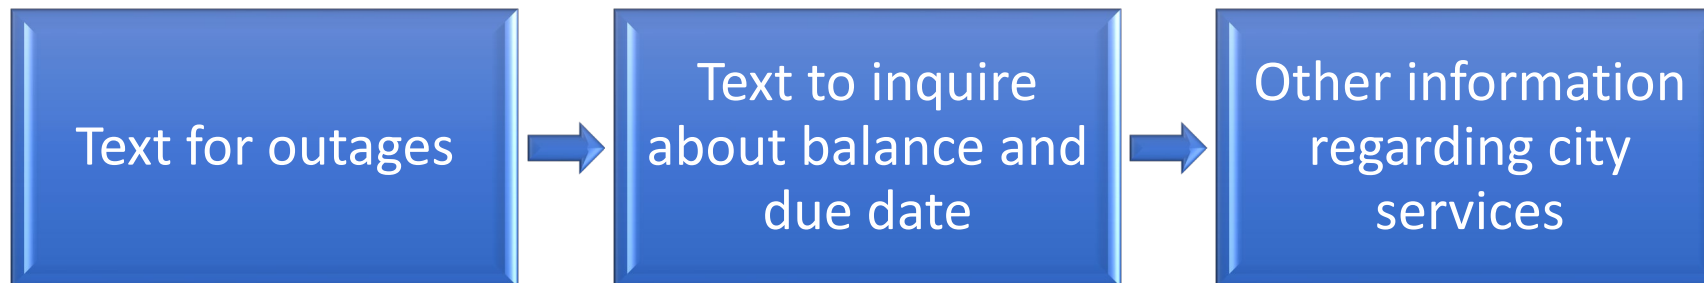 Text for outages
Text to inquire
about balance and
due date
Other information
regarding city
services